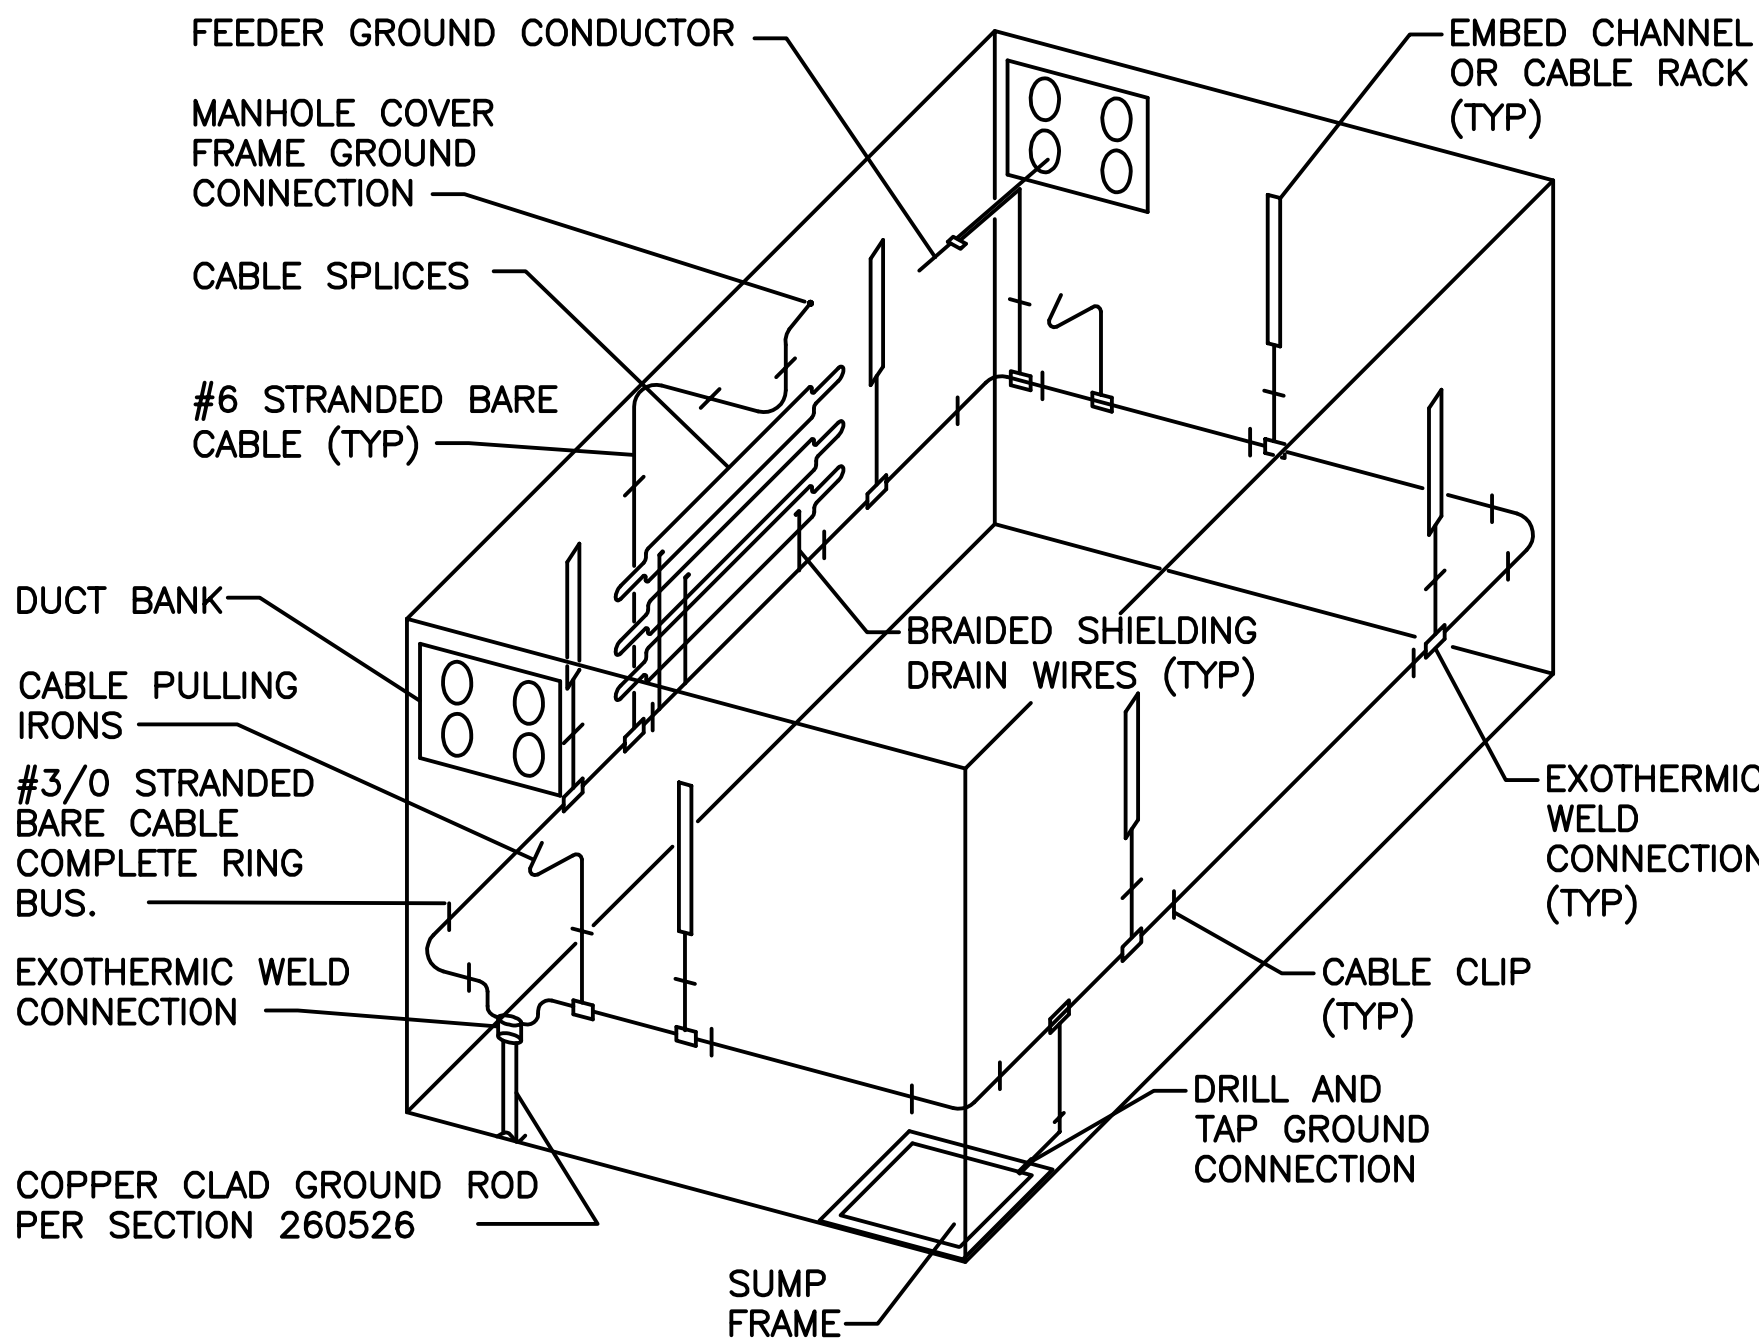 FEEDER GROUND CONDUCTOR
MANHOLE COVER
FRAME GROUND
CONNECTION
CABLE SPLICES
#6 STRANDED BARE
CABLE (TYP)
DUCT BANK
CABLE PULLING
IRONS
#3/0 STRANDED
BARE CABLE
COMPLETE RING
BUS.
EXOTHERMIC WELD
CONNECTION
COPPER CLAD GROUND ROD
PER SECTION 260526
SUMP
FRAME
EMBED CHANNEL
OR CABLE RACK
(TYP)
BRAIDED SHIELDING
DRAIN WIRES (TYP)
EXOTHERMIC
WELD
CONNECTION
(TYP)
CABLE CLIP
(TYP)
DRILL AND
TAP GROUND
CONNECTION